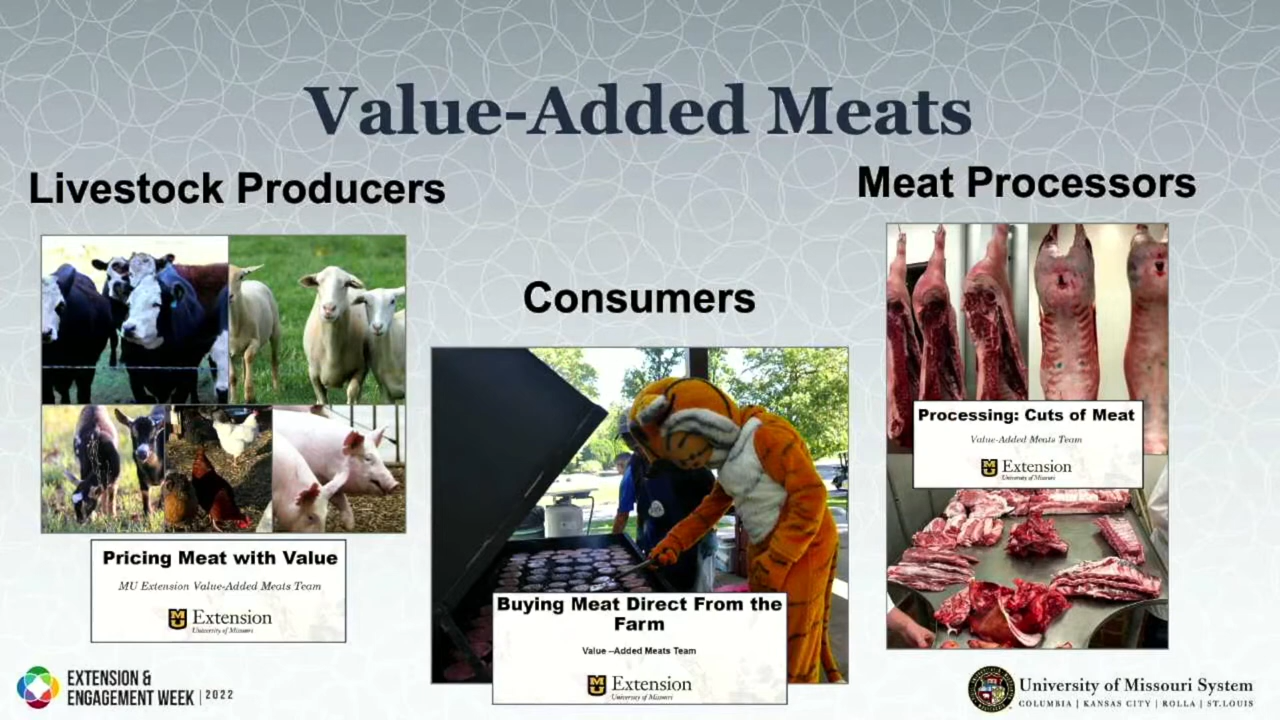 Value-Added Meats
Livestock Producers
Pricing Meat with Value
MU Extension Value-Added Meats Team
Extension
University of Missouri
Consumers
Buying Meat Direct From the
Farm
Value –Added Meats Team
Extension
University of Missouri
Meat Processors
Processing: Cuts of Meat
Value-Added Meats Team
Extension
University of Missouri
EXTENSION &
ENGAGEMENT WEEK | 2022
University of Missouri System
COLUMBIA | KANSAS CITY | ROLLA | ST.LOUIS